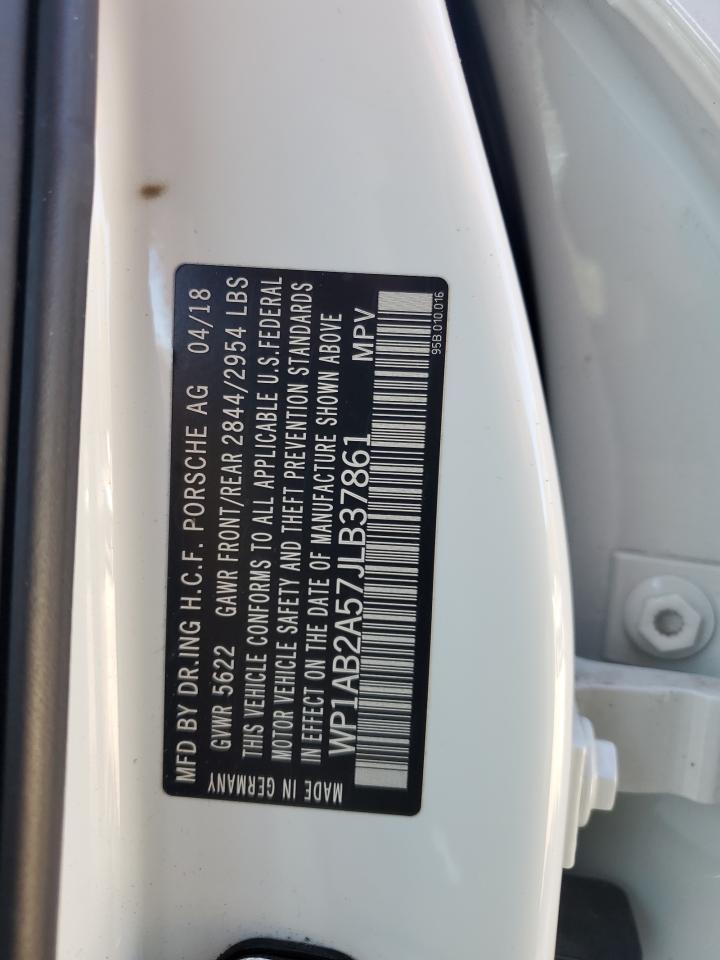 MFD BY DR.ING H.C.F. PORSCHE AG 04/18
GVWR 5622 GAWR FRONT/REAR 2844/2954 LBS
THIS VEHICLE CONFORMS TO ALL APPLICABLE U.S.FEDERAL
MOTOR VEHICLE SAFETY AND THEFT PREVENTION STANDARDS
IN EFFECT ON THE DATE OF MANUFACTURE SHOWN ABOVE
WP1AB2A57JLB37861 MPV
MADE IN GERMANY
95B.010.016